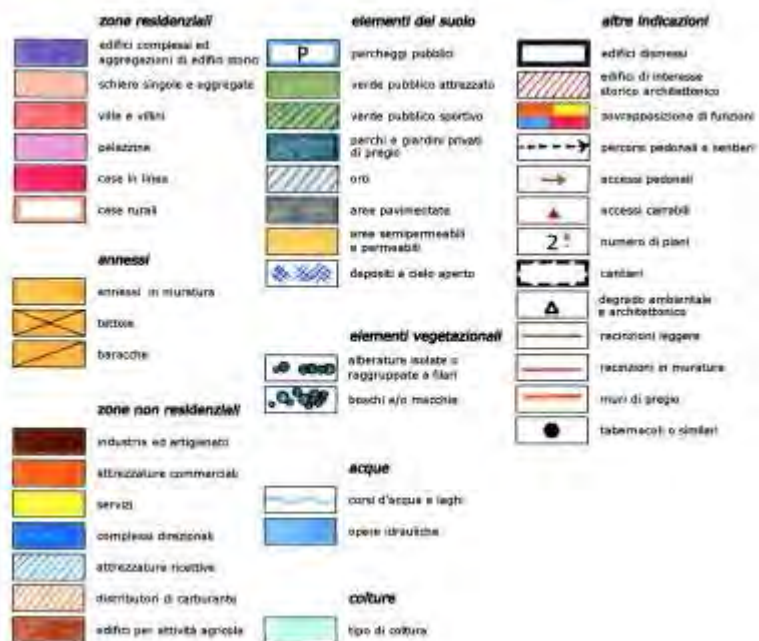 zone residenziali
edifici complessi ed
aggregazioni di edifici storici
schiere singole e aggregate
ville e villini
palazzine
case in linea
case rurali
annessi
annessi in muratura
tettoie
baracche
zone non residenziali
industria ed artigianato
attrezzature commerciali
servizi
complessi direzionali
attrezzature ricettive
distributori di carburante
edifici per attività agricola
elementi del suolo
P
parcheggi pubblici
verde pubblico attrezzato
verde pubblico sportivo
parchi e giardini privati
di pregio
orti
aree pavimentate
aree semipermeabili
e permeabili
depositi a cielo aperto
elementi vegetazionali
alberature isolate o
raggruppate a filari
boschi e/o macchie
acque
corsi d'acqua e laghi
opere idrauliche
colture
tipo di coltura
altre indicazioni
edifici dismessi
edifici di interesse
storico architettonico
sovrapposizione di funzioni
percorsi pedonali e sentieri
accessi pedonali
accessi carrabili
2
numero di piani
cantieri
degrado ambientale
e architettonico
recinzioni leggere
recinzioni in muratura
muri di pregio
tabernacoli o similari